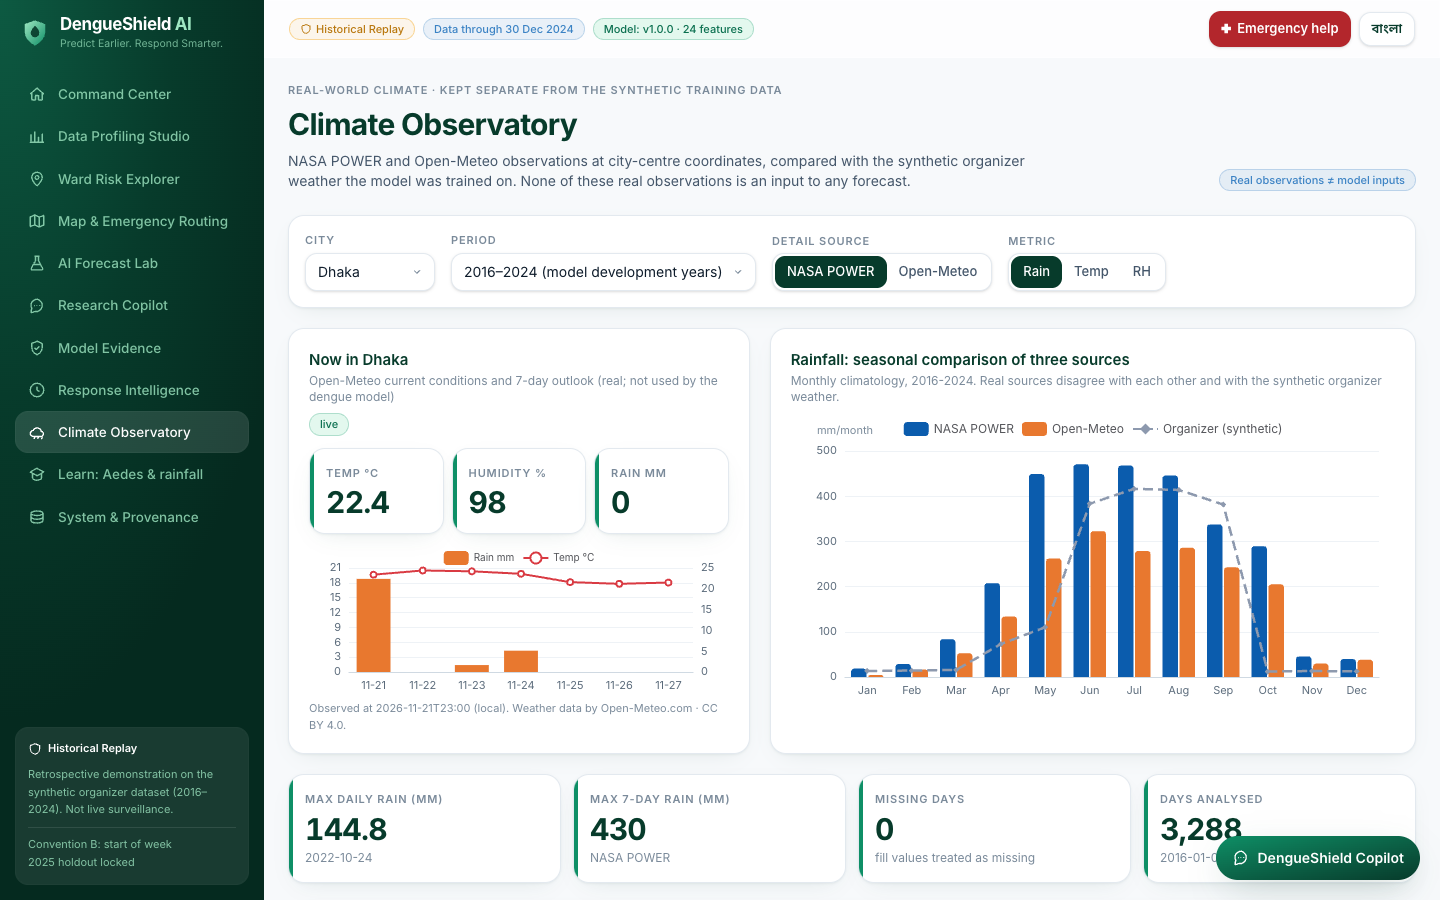 DengueShield AI
Predict Earlier. Respond Smarter.
Command Center
Data Profiling Studio
Ward Risk Explorer
Map & Emergency Routing
AI Forecast Lab
Research Copilot
Model Evidence
Response Intelligence
Climate Observatory
Learn: Aedes & rainfall
System & Provenance
Historical Replay
Retrospective demonstration on the
synthetic organizer dataset (2016–
2024). Not live surveillance.
Convention B: start of week
2025 holdout locked
Historical Replay
Data through 30 Dec 2024
Model: v1.0.0 · 24 features
Emergency help
বাংলা
REAL-WORLD CLIMATE · KEPT SEPARATE FROM THE SYNTHETIC TRAINING DATA
Climate Observatory
NASA POWER and Open-Meteo observations at city-centre coordinates, compared with the synthetic organizer
weather the model was trained on. None of these real observations is an input to any forecast.
Real observations ≠ model inputs
CITY
Dhaka
PERIOD
2016–2024 (model development years)
DETAIL SOURCE
NASA POWER
Open-Meteo
METRIC
Rain
Temp
RH
Now in Dhaka
Open-Meteo current conditions and 7-day outlook (real; not used by the
dengue model)
live
TEMP °C
22.4
HUMIDITY %
98
RAIN MM
0
Rain mm
Temp °C
21
18
15
12
9
6
3
0
25
20
15
10
5
0
11-21
11-22
11-23
11-24
11-25
11-26
11-27
Observed at 2026-11-21T23:00 (local). Weather data by Open-Meteo.com · CC
BY 4.0.
Rainfall: seasonal comparison of three sources
Monthly climatology, 2016-2024. Real sources disagree with each other and with the synthetic organizer
weather.
mm/month
NASA POWER
Open-Meteo
Organizer (synthetic)
500
400
300
200
100
0
Jan
Feb
Mar
Apr
May
Jun
Jul
Aug
Sep
Oct
Nov
Dec
MAX DAILY RAIN (MM)
144.8
2022-10-24
MAX 7-DAY RAIN (MM)
430
NASA POWER
MISSING DAYS
0
fill values treated as missing
DAYS ANALYSED
3,288
2016-01-0
DengueShield Copilot